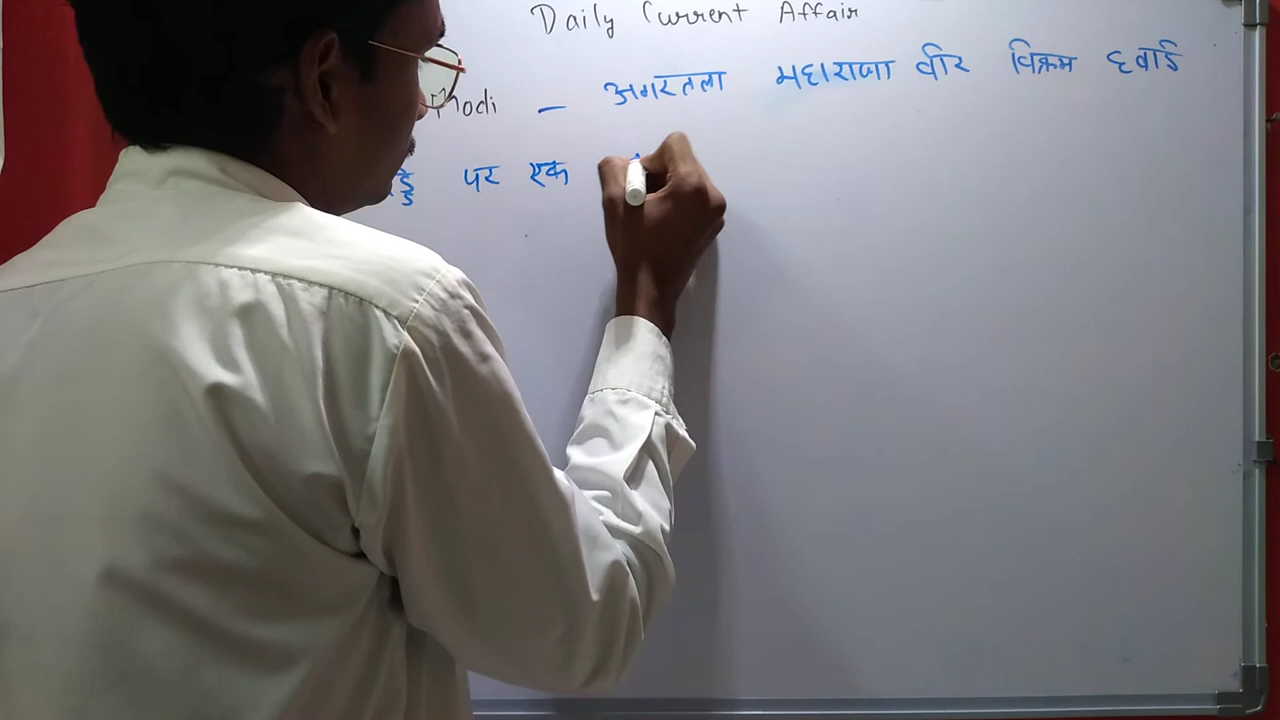 Daily Current Affair
Modi - अगरतला महाराजा वीर विक्रम हवाई
पर एक